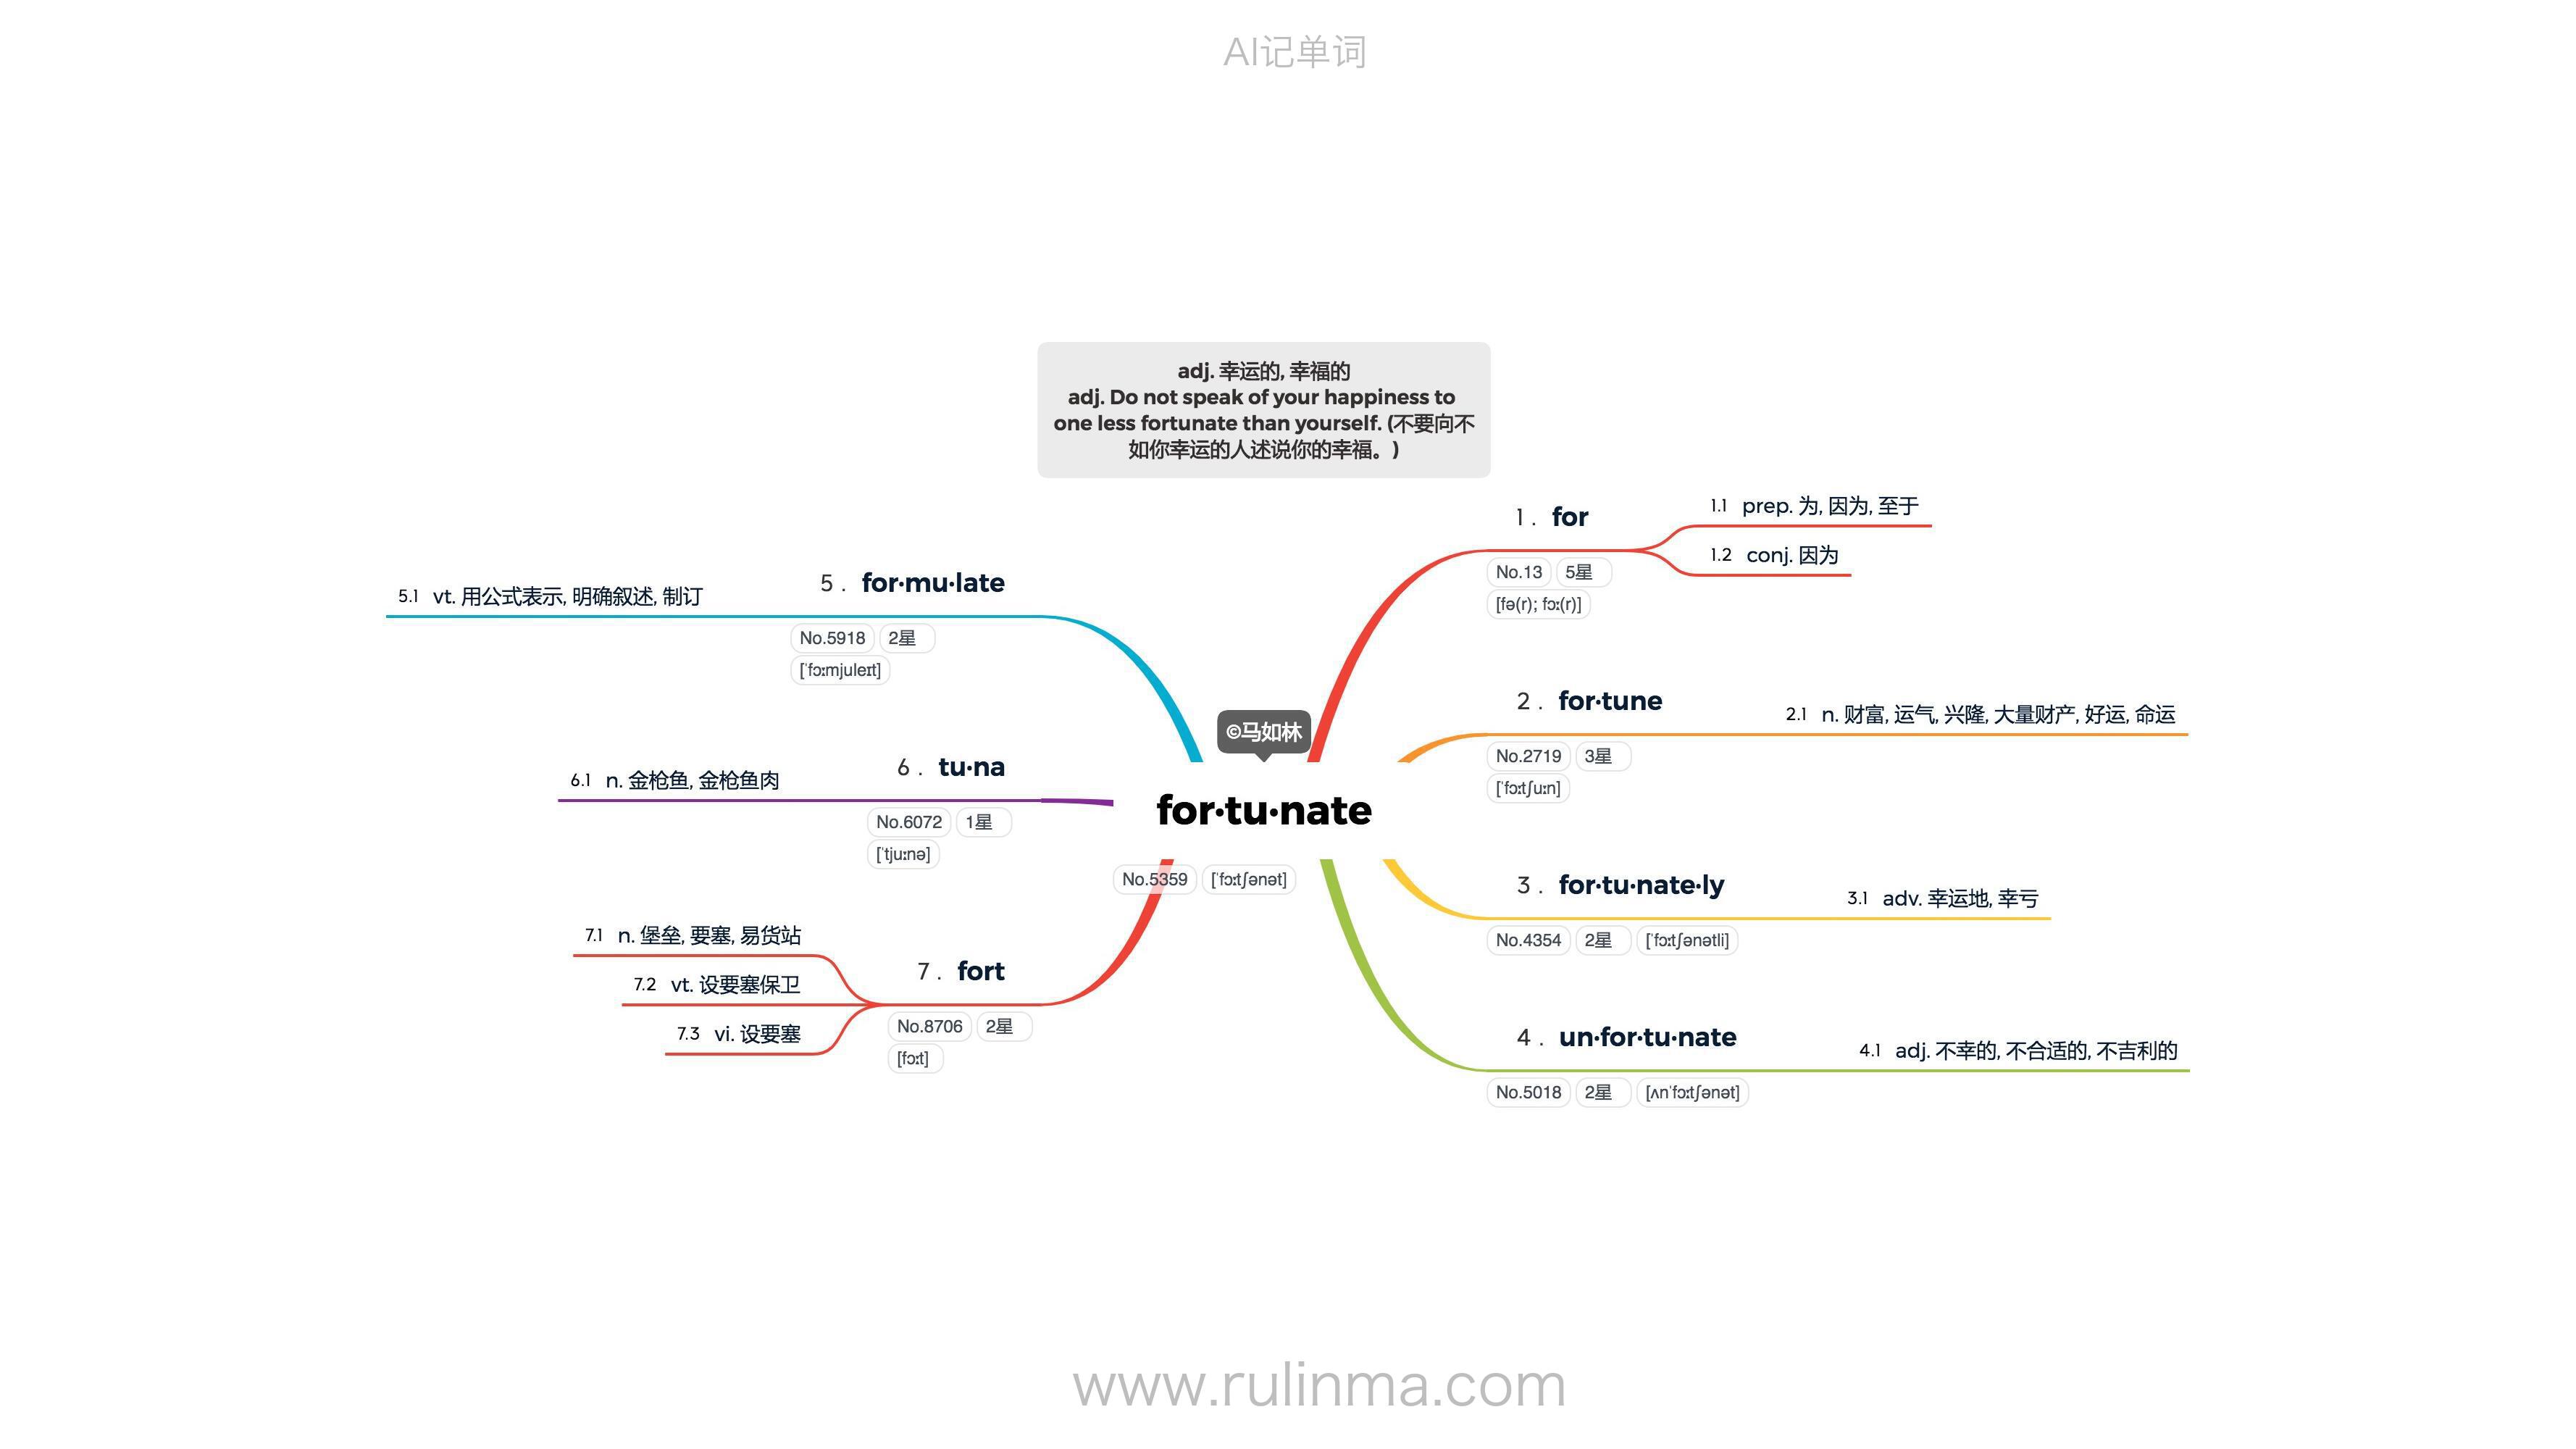 AI记单词
adj. 幸运的, 幸福的
adj. Do not speak of your happiness to
one less fortunate than yourself. (不要向不
如你幸运的人述说你的幸福。)
©马如林
for·tu·nate
No.5359 [ˈfɔːtʃənət]
1. for
No.13 5星
[fə(r); fɔː(r)]
1.1 prep. 为, 因为, 至于
1.2 conj. 因为
2. for·tune
No.2719 3星
[ˈfɔːtʃuːn]
2.1 n. 财富, 运气, 兴隆, 大量财产, 好运, 命运
3. for·tu·nate·ly
No.4354 2星 [ˈfɔːtʃənətli]
3.1 adv. 幸运地, 幸亏
4. un·for·tu·nate
No.5018 2星 [ʌnˈfɔːtʃənət]
4.1 adj. 不幸的, 不合适的, 不吉利的
5. for·mu·late
No.5918 2星
[ˈfɔːmjuleɪt]
5.1 vt. 用公式表示, 明确叙述, 制订
6. tu·na
No.6072 1星
[ˈtjuːnə]
6.1 n. 金枪鱼, 金枪鱼肉
7. fort
No.8706 2星
[fɔːt]
7.1 n. 堡垒, 要塞, 易货站
7.2 vt. 设要塞保卫
7.3 vi. 设要塞
www.rulinma.com